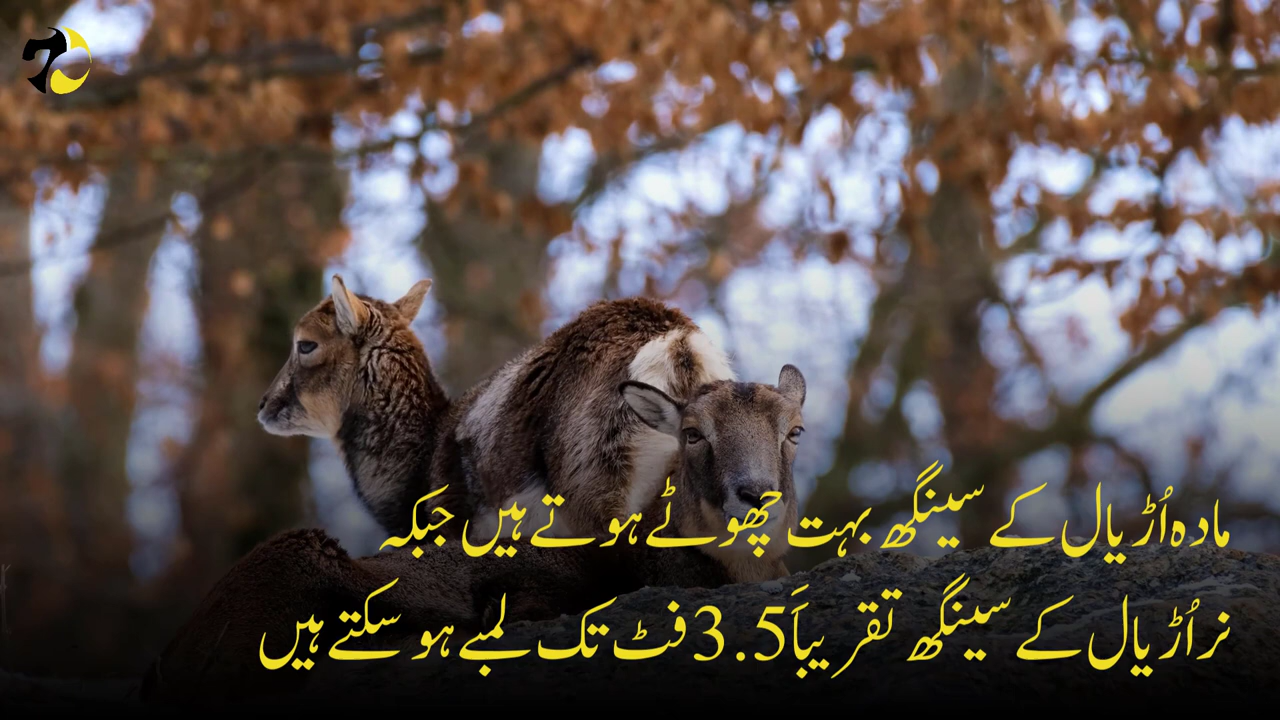 مادہ اُڑیال کے سینگھ بہت چھوٹے ہوتے ہیں جبکہ
نر اُڑیال کے سینگھ تقریباََ 3.5 فٹ تک لمبے ہو سکتے ہیں